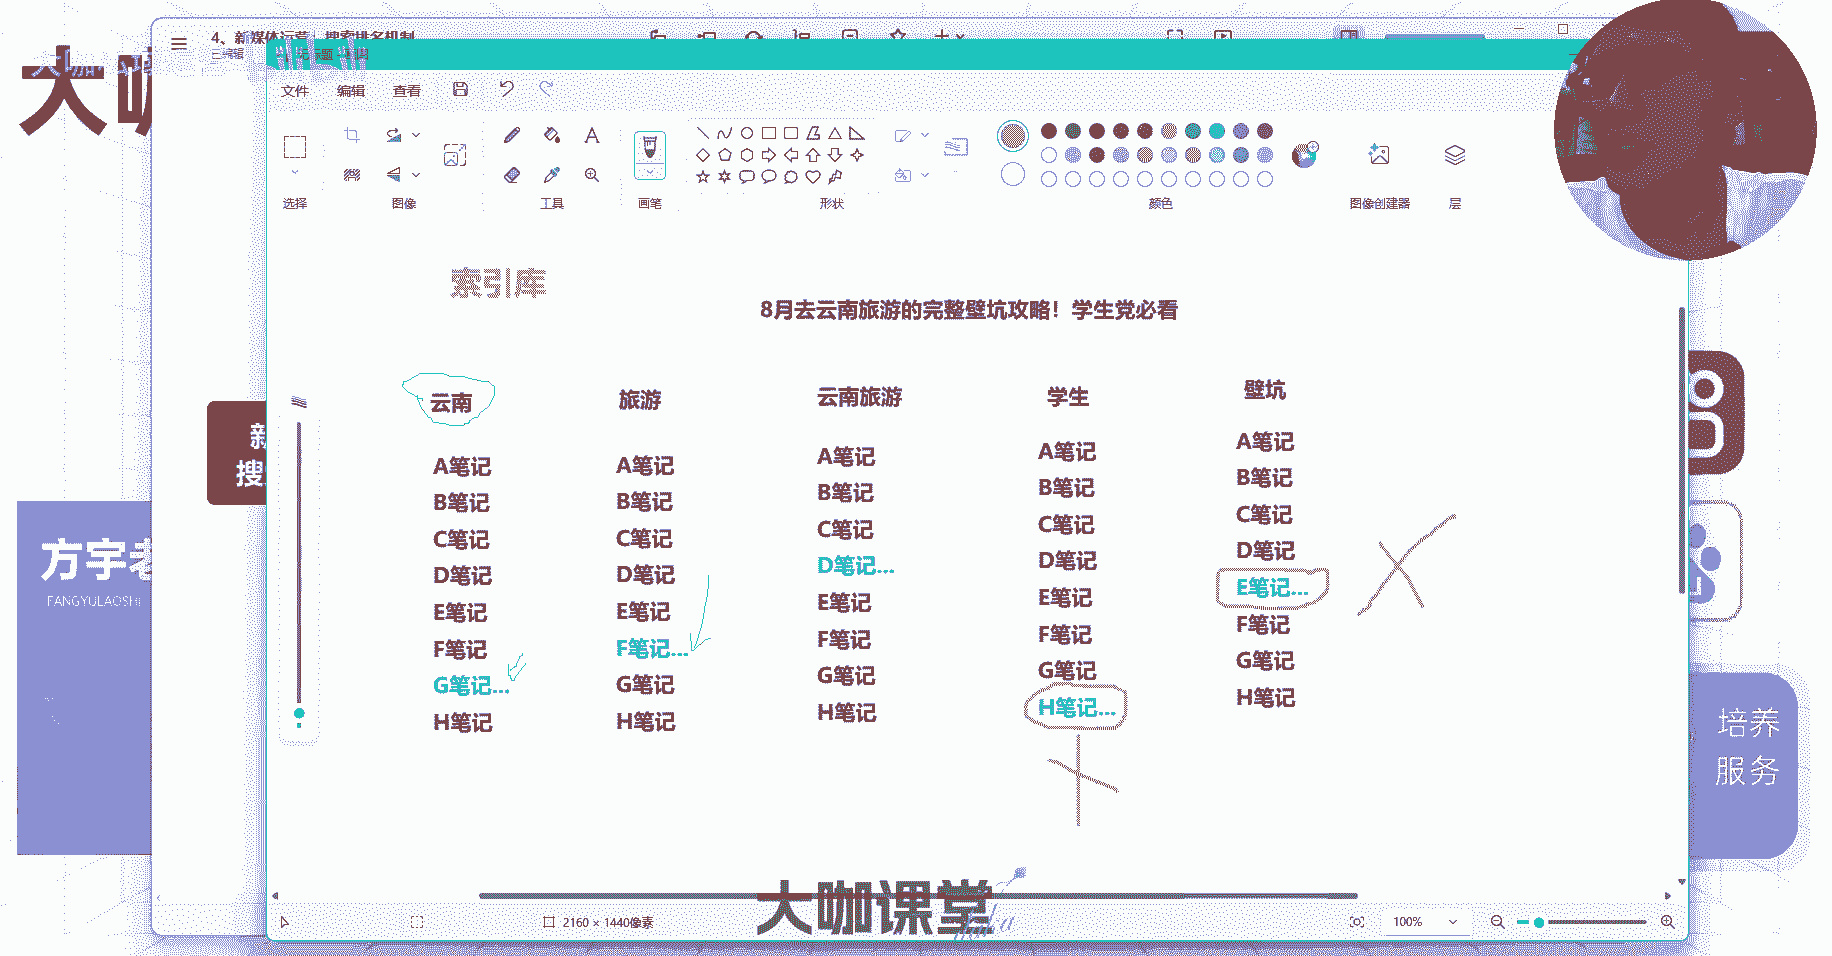 4、新媒体运营｜搜索排名机制
文件 编辑 查看
选择 图像 工具 画笔 形状 颜色 图像创建器 层
索引库
8月去云南旅游的完整壁坑攻略！学生党必看
云南 旅游 云南旅游 学生 壁坑
A笔记 A笔记 A笔记 A笔记 A笔记
B笔记 B笔记 B笔记 B笔记 B笔记
C笔记 C笔记 C笔记 C笔记 C笔记
D笔记 D笔记 D笔记... D笔记 D笔记
E笔记 E笔记 E笔记 E笔记 E笔记...
F笔记 F笔记... F笔记 F笔记 F笔记
G笔记... G笔记 G笔记 G笔记 G笔记
H笔记 H笔记 H笔记 H笔记... H笔记
大咖
新
搜
方宇老
FANGYULAOSHI
培养
服务
大咖课堂
2160 × 1440像素
100%